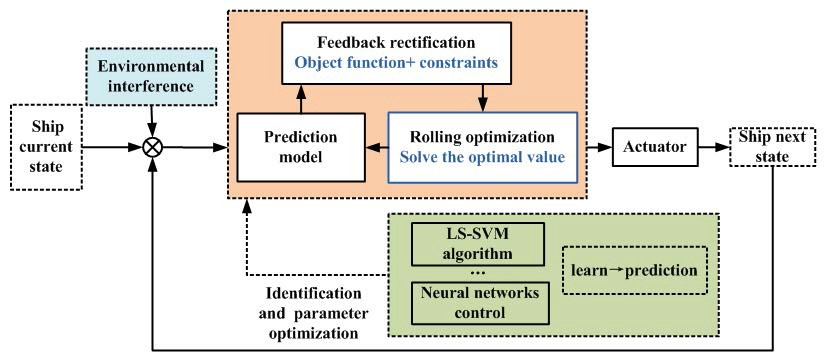 Feedback rectification
Object function+ constraints
Environmental
interference
Ship
current
state
Prediction
model
Rolling optimization
Solve the optimal value
Actuator
Ship next
state
LS-SVM
algorithm
...
Neural networks
control
learn→prediction
Identification
and parameter
optimization